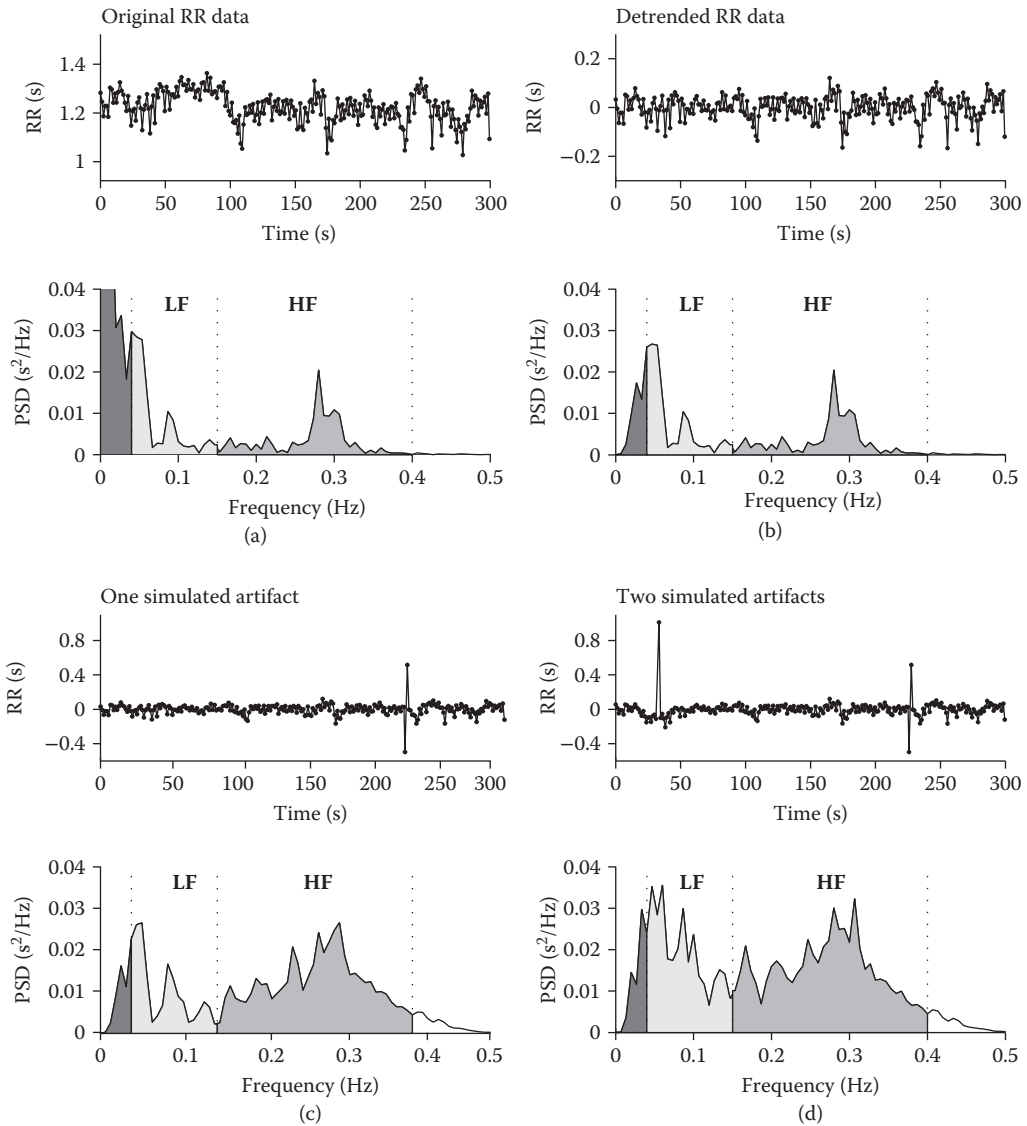 Original RR data
RR (s)
1.4
1.2
1
0 50 100 150 200 250 300
Time (s)
Detrended RR data
RR (s)
0.2
0
−0.2
0 50 100 150 200 250 300
Time (s)
PSD (s²/Hz)
0.04
0.03
0.02
0.01
0
LF HF
0.1 0.2 0.3 0.4 0.5
Frequency (Hz)
(a)
PSD (s²/Hz)
0.04
0.03
0.02
0.01
0
LF HF
0 0.1 0.2 0.3 0.4 0.5
Frequency (Hz)
(b)
One simulated artifact
RR (s)
0.8
0.4
0
−0.4
0 50 100 150 200 250 300
Time (s)
Two simulated artifacts
RR (s)
0.8
0.4
0
−0.4
0 50 100 150 200 250 300
Time (s)
PSD (s²/Hz)
0.04
0.03
0.02
0.01
0
LF HF
0 0.1 0.2 0.3 0.4 0.5
Frequency (Hz)
(c)
PSD (s²/Hz)
0.04
0.03
0.02
0.01
0
LF HF
0 0.1 0.2 0.3 0.4 0.5
Frequency (Hz)
(d)